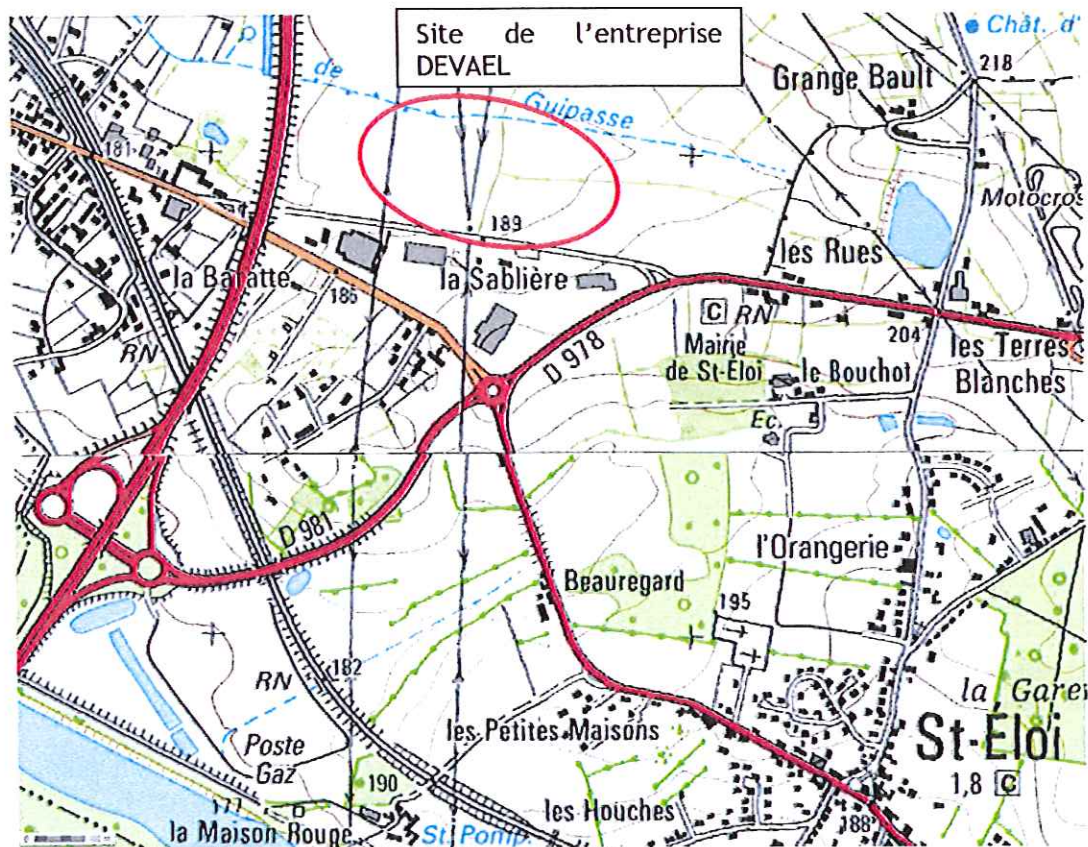 Site de l'entreprise
DEVAEL
Chât. d'
218
Grange Bault
de
Guipasse
181
Motocros
189
les Rues
la Baratte
la Sablière
186
C RN
204
RN
D 978
Mairie
de St-Éloi
le Bouchot
les Terres
Blanches
Ec.
D 981
l'Orangerie
Beauregard
195
182
RN
la Garen
les Petites Maisons
St-Éloi
Poste
Gaz
1,8 C
190
177
les Houches
la Maison Rouge
St. Pomp.
188